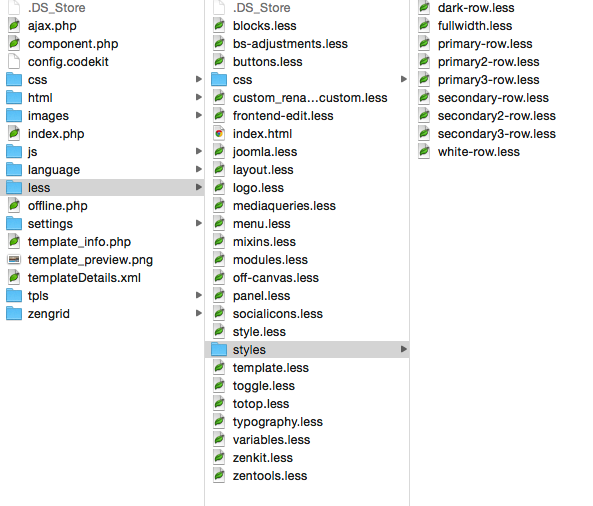 .DS_Store
ajax.php
component.php
config.codekit
css
html
images
index.php
js
language
less
offline.php
settings
template_info.php
template_preview.png
templateDetails.xml
tpls
zengrid
.DS_Store
blocks.less
bs-adjustments.less
buttons.less
css
custom_rena...custom.less
frontend-edit.less
index.html
joomla.less
layout.less
logo.less
mediaqueries.less
menu.less
mixins.less
modules.less
off-canvas.less
panel.less
socialicons.less
style.less
styles
template.less
toggle.less
totop.less
typography.less
variables.less
zenkit.less
zentools.less
dark-row.less
fullwidth.less
primary-row.less
primary2-row.less
primary3-row.less
secondary-row.less
secondary2-row.less
secondary3-row.less
white-row.less